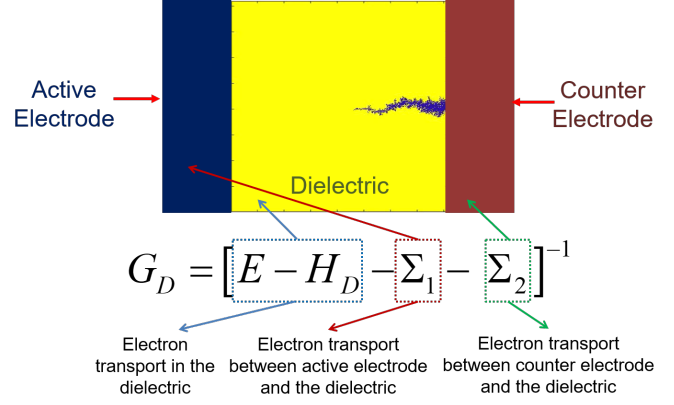 Active
Electrode
Counter
Electrode
Dielectric
G_D = [E − H_D − Σ_1 − Σ_2]^{−1}
Electron
transport in the
dielectric
Electron transport
between active electrode
and the dielectric
Electron transport
between counter electrode
and the dielectric